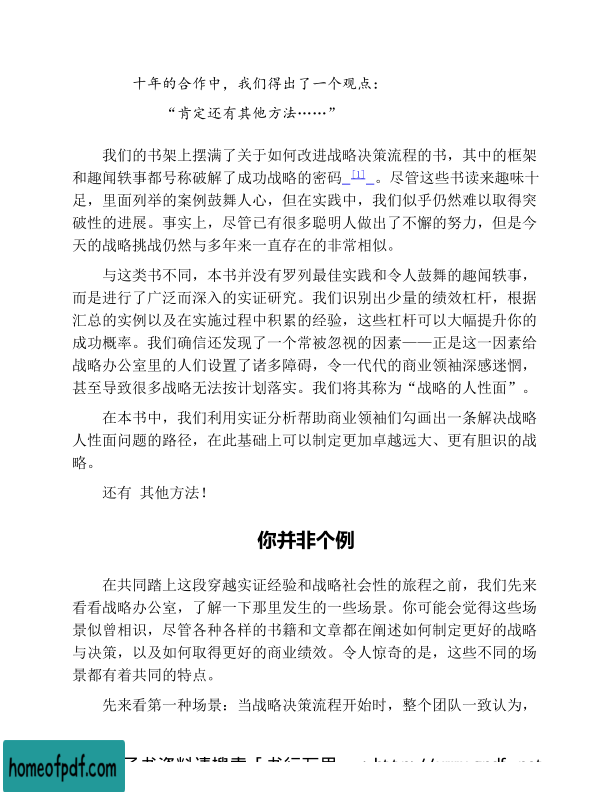 十年的合作中，我们得出了一个观点：
“肯定还有其他方法……”
我们的书架上摆满了关于如何改进战略决策流程的书，其中的框架
和趣闻轶事都号称破解了成功战略的密码 [1] 。尽管这些书读来趣味十
足，里面列举的案例鼓舞人心，但在实践中，我们似乎仍然难以取得突
破性的进展。事实上，尽管已有很多聪明人做出了不懈的努力，但是今
天的战略挑战仍然与多年来一直存在的非常相似。
与这类书不同，本书并没有罗列最佳实践和令人鼓舞的趣闻轶事，
而是进行了广泛而深入的实证研究。我们识别出少量的绩效杠杆，根据
汇总的实例以及在实施过程中积累的经验，这些杠杆可以大幅提升你的
成功概率。我们确信还发现了一个常被忽视的因素——正是这一因素给
战略办公室里的人们设置了诸多障碍，令一代代的商业领袖深感迷惘，
甚至导致很多战略无法按计划落实。我们将其称为“战略的人性面”。
在本书中，我们利用实证分析帮助商业领袖们勾画出一条解决战略
人性面问题的路径，在此基础上可以制定更加卓越远大、更有胆识的战
略。
还有 其他方法！
你并非个例
在共同踏上这段穿越实证经验和战略社会性的旅程之前，我们先来
看看战略办公室，了解一下那里发生的一些场景。你可能会觉得这些场
景似曾相识，尽管各种各样的书籍和文章都在阐述如何制定更好的战略
与决策，以及如何取得更好的商业绩效。令人惊奇的是，这些不同的场
景都有着共同的特点。
先来看第一种场景：当战略决策流程开始时，整个团队一致认为，
homeofpdf.com